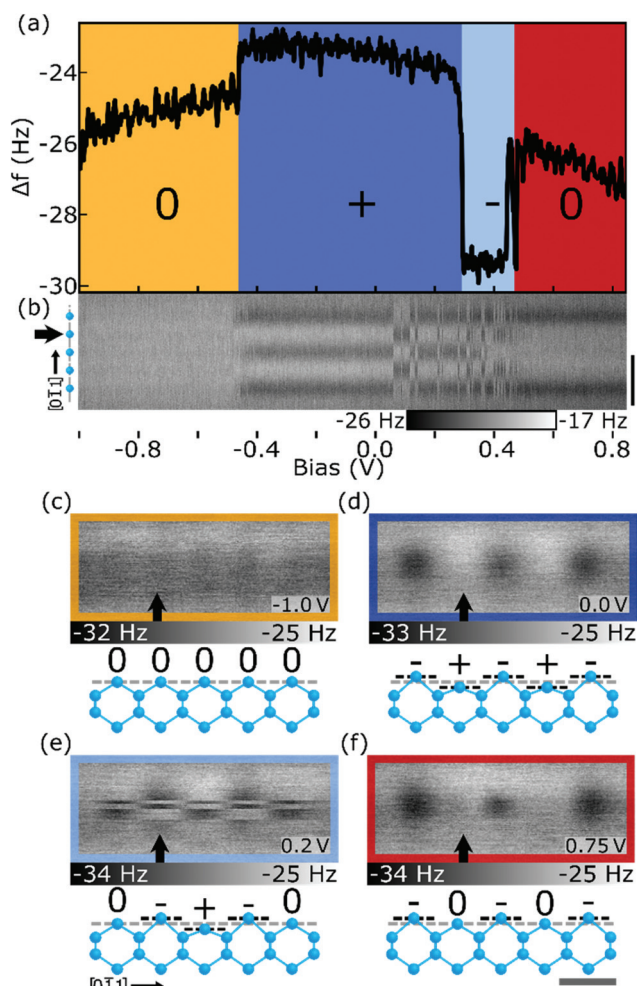 (a)
-24
-26
-28
-30
Δf (Hz)
0
+
-
0
(b)
[01̅1]
-26 Hz
-17 Hz
-0.8
-0.4
0.0
0.4
0.8
Bias (V)
(c)
(d)
-1.0 V
0.0 V
-32 Hz
-25 Hz
-33 Hz
-25 Hz
0 0 0 0 0
- + - + -
(e)
(f)
0.2 V
0.75 V
-34 Hz
-25 Hz
-34 Hz
-25 Hz
0 - + - 0
- 0 - 0 -
[01̅1]